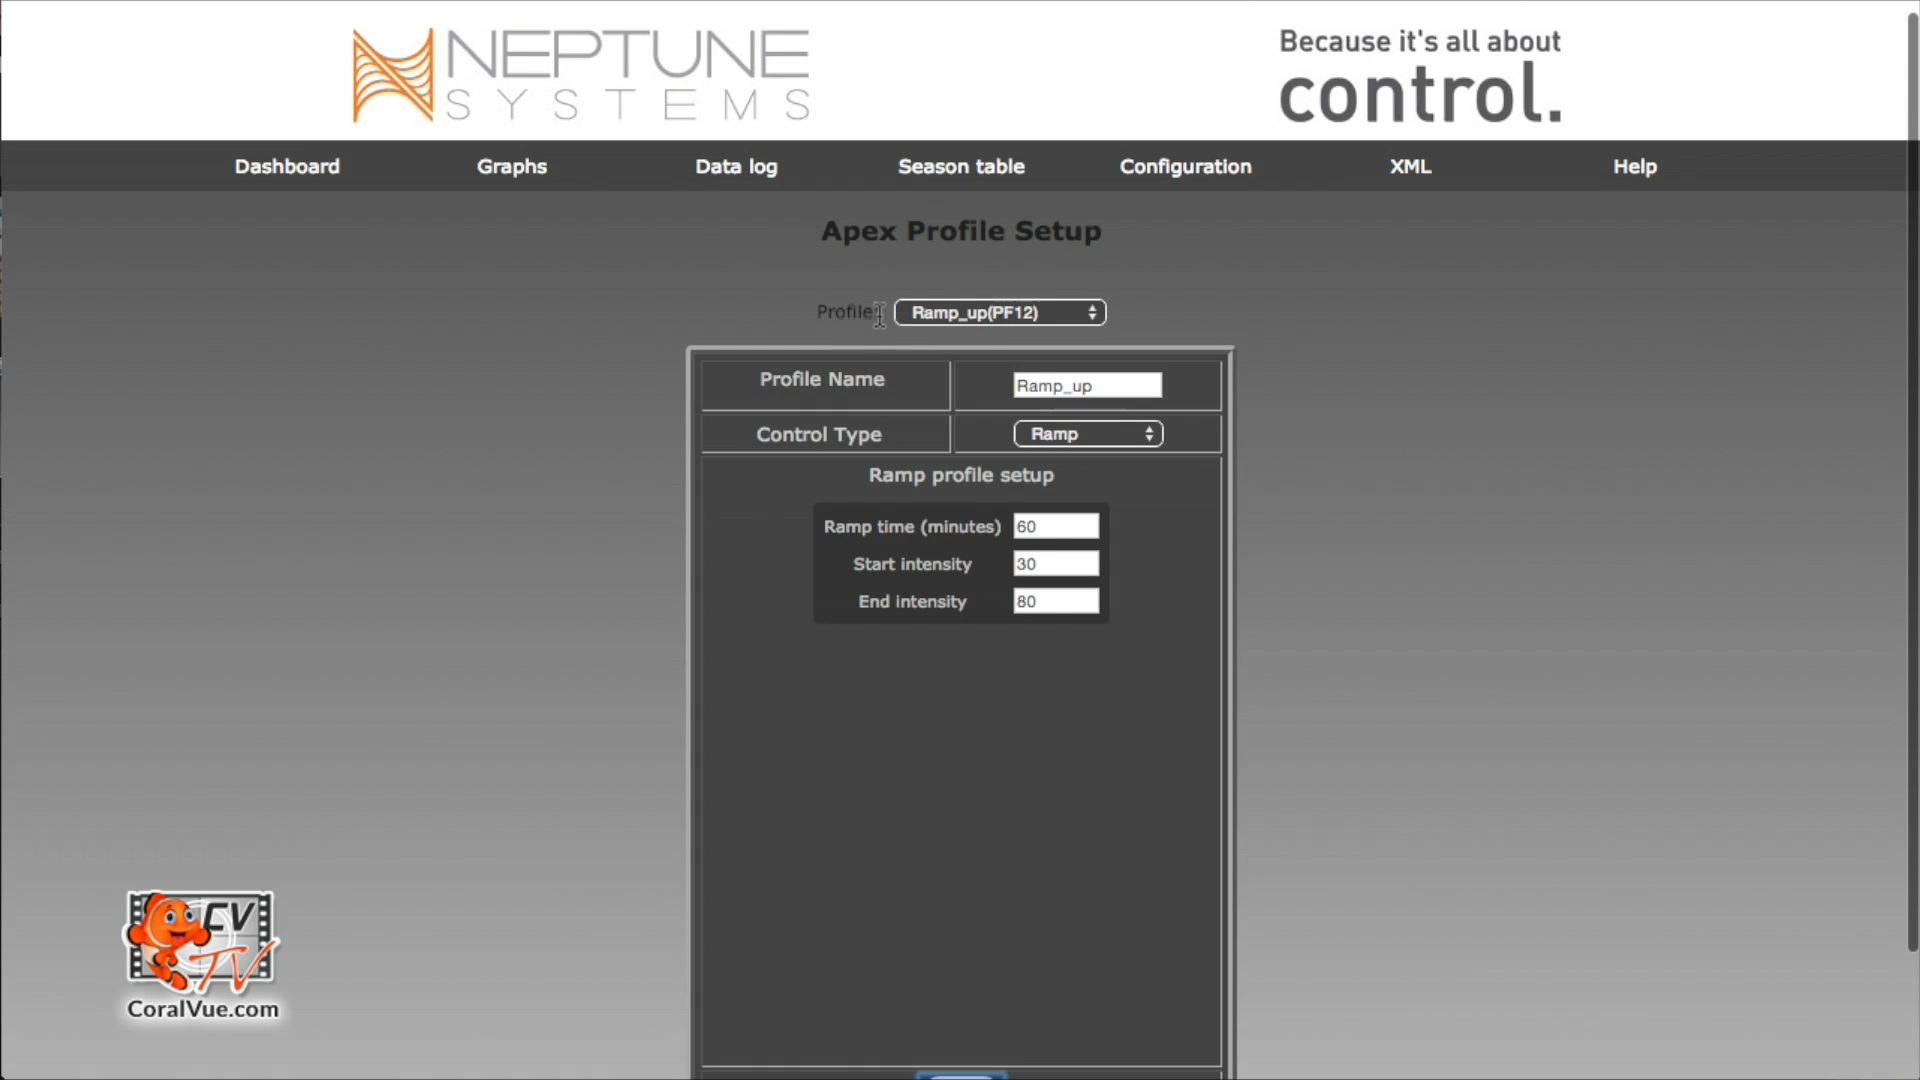 NEPTUNE
SYSTEMS
Because it's all about
control.
Dashboard Graphs Data log Season table Configuration XML Help
Apex Profile Setup
Profile Ramp_up(PF12)
Profile Name Ramp_up
Control Type Ramp
Ramp profile setup
Ramp time (minutes) 60
Start intensity 30
End intensity 80
CV
TV
CoralVue.com